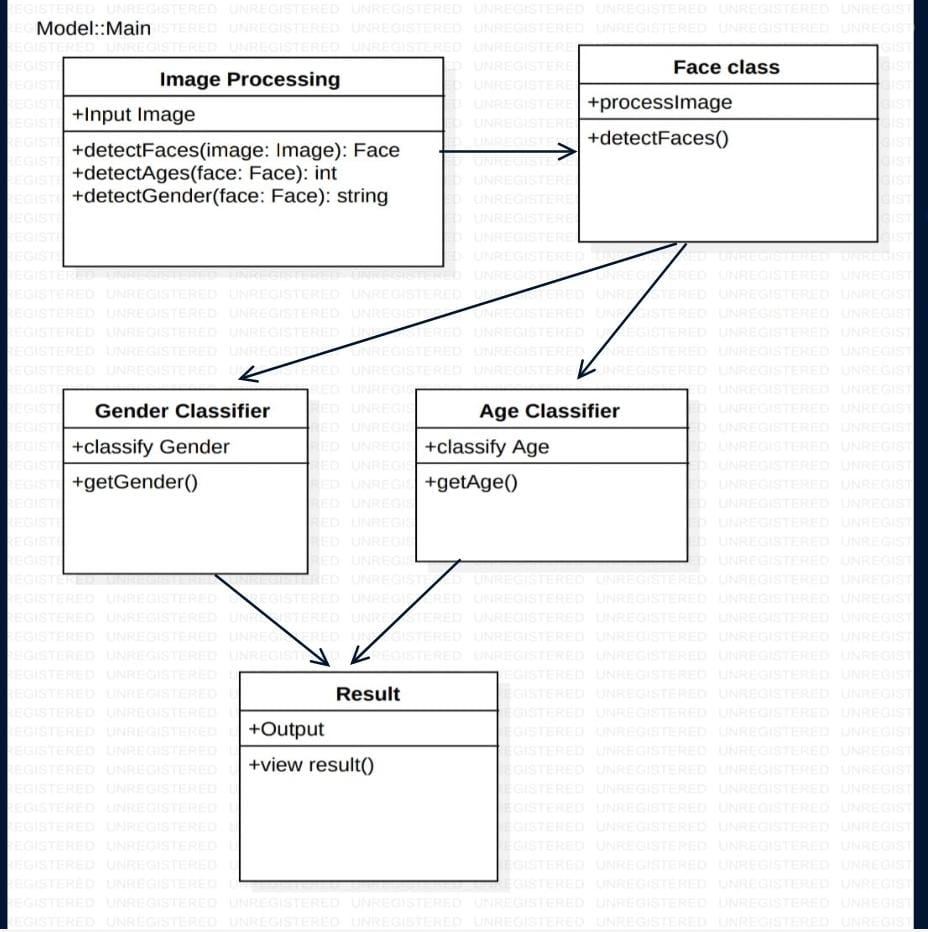 Model::Main
Image Processing
+Input Image
+detectFaces(image: Image): Face
+detectAges(face: Face): int
+detectGender(face: Face): string
Face class
+processImage
+detectFaces()
Gender Classifier
+classify Gender
+getGender()
Age Classifier
+classify Age
+getAge()
Result
+Output
+view result()
UNREGISTERED